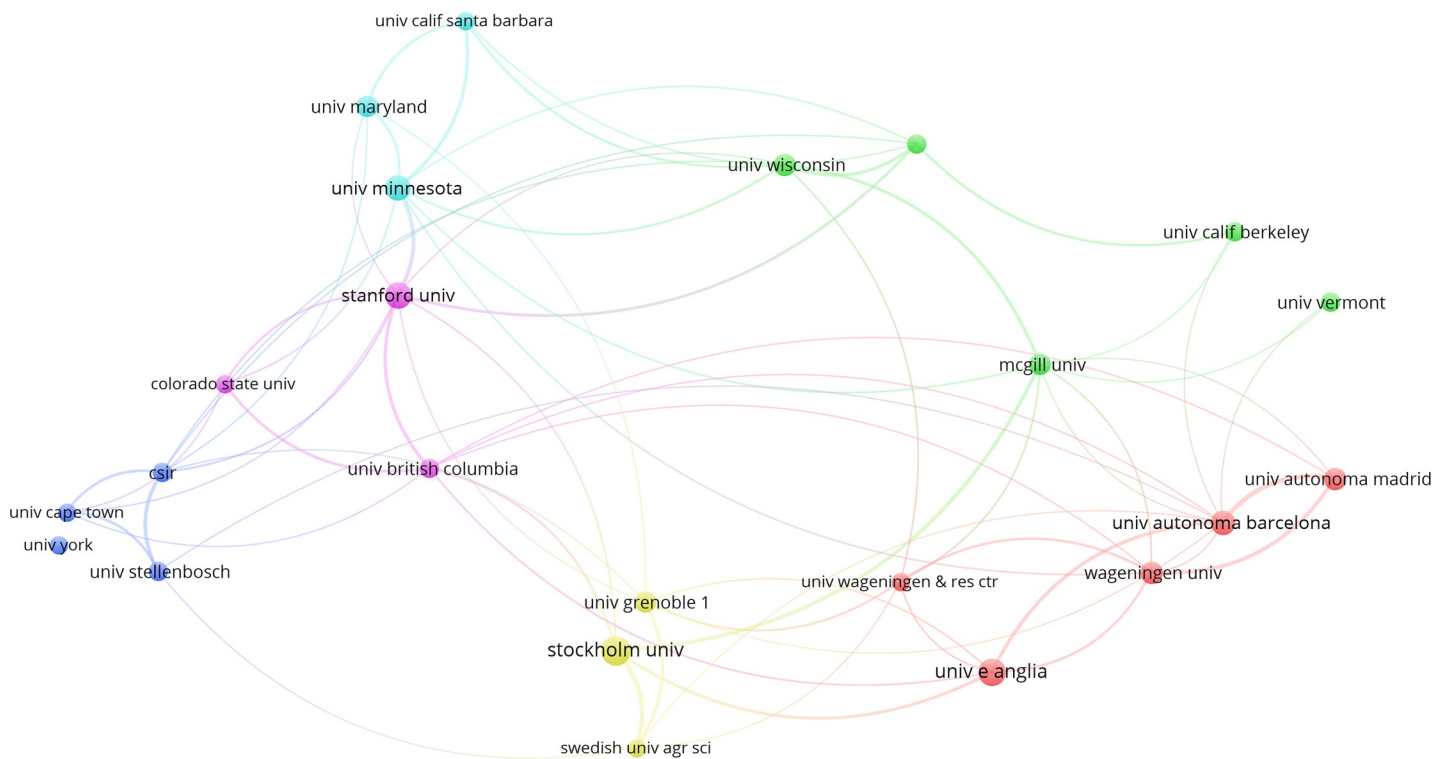 univ calif santa barbara
univ maryland
univ wisconsin
univ minnesota
univ calif berkeley
stanford univ
univ vermont
mcgill univ
colorado state univ
univ british columbia
csir
univ autonoma madrid
univ cape town
univ autonoma barcelona
univ york
univ stellenbosch
wageningen univ
univ wageningen & res ctr
univ grenoble 1
stockholm univ
univ e anglia
swedish univ agr sci